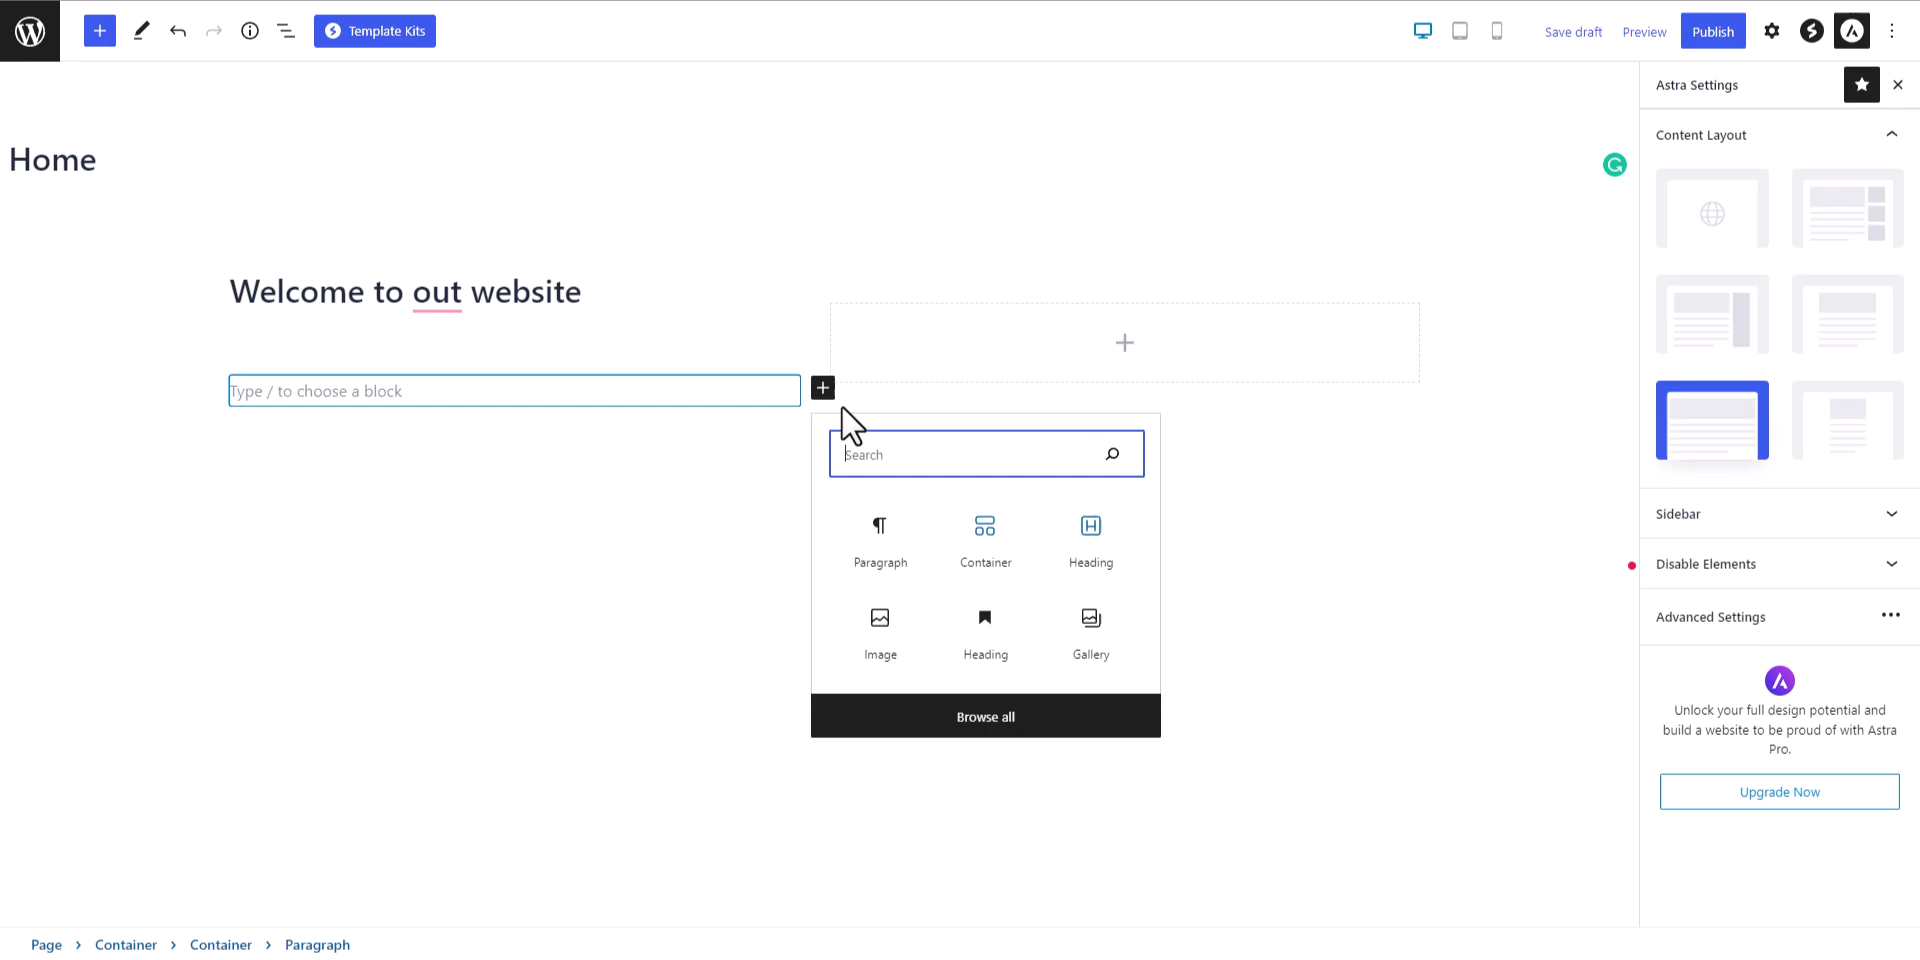 Template Kits
Save draft
Preview
Publish
Astra Settings
Content Layout
Home
Welcome to out website
Type / to choose a block
Search
Paragraph
Container
Heading
Image
Heading
Gallery
Browse all
Sidebar
Disable Elements
Advanced Settings
Unlock your full design potential and
build a website to be proud of with Astra
Pro.
Upgrade Now
Page > Container > Container > Paragraph